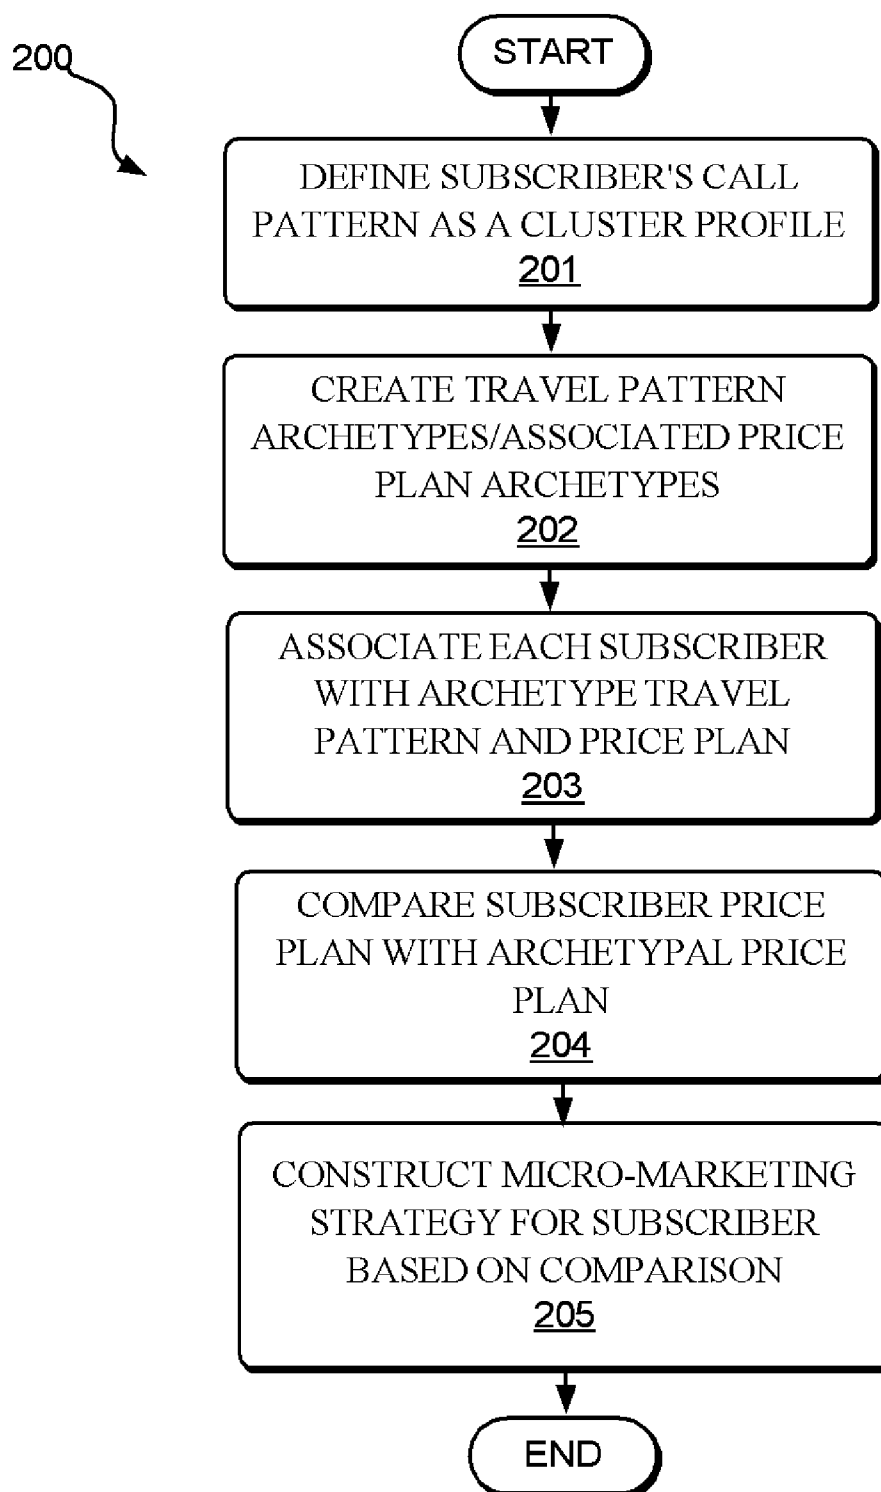 200
START
DEFINE SUBSCRIBER'S CALL
PATTERN AS A CLUSTER PROFILE
201
CREATE TRAVEL PATTERN
ARCHETYPES/ASSOCIATED PRICE
PLAN ARCHETYPES
202
ASSOCIATE EACH SUBSCRIBER
WITH ARCHETYPE TRAVEL
PATTERN AND PRICE PLAN
203
COMPARE SUBSCRIBER PRICE
PLAN WITH ARCHETYPAL PRICE
PLAN
204
CONSTRUCT MICRO-MARKETING
STRATEGY FOR SUBSCRIBER
BASED ON COMPARISON
205
END